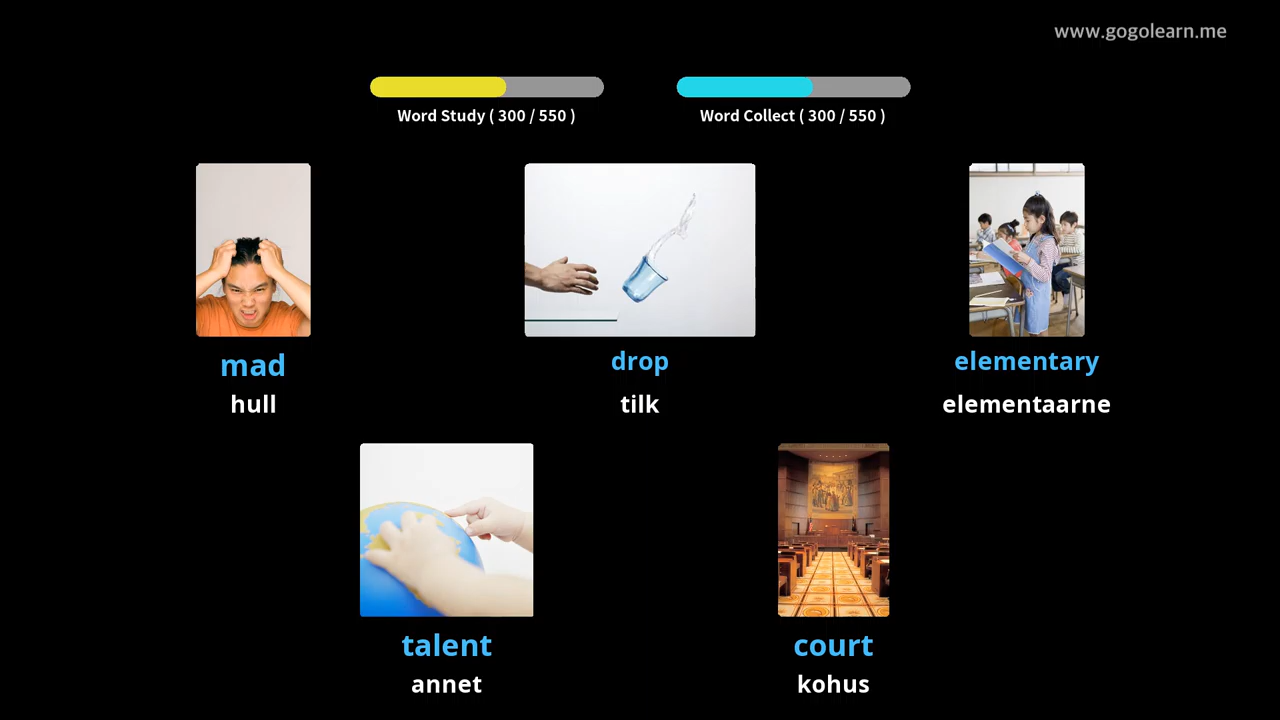 www.gogolearn.me
Word Study ( 300 / 550 )
Word Collect ( 300 / 550 )
mad
hull
drop
tilk
elementary
elementaarne
talent
annet
court
kohus